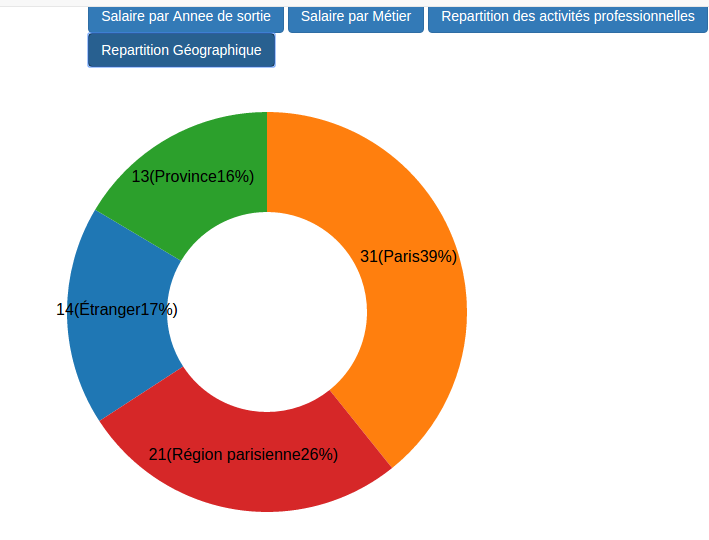 Salaire par Annee de sortie
Salaire par Métier
Repartition des activités professionnelles
Repartition Géographique
13(Province16%)
31(Paris39%)
14(Étranger17%)
21(Région parisienne26%)